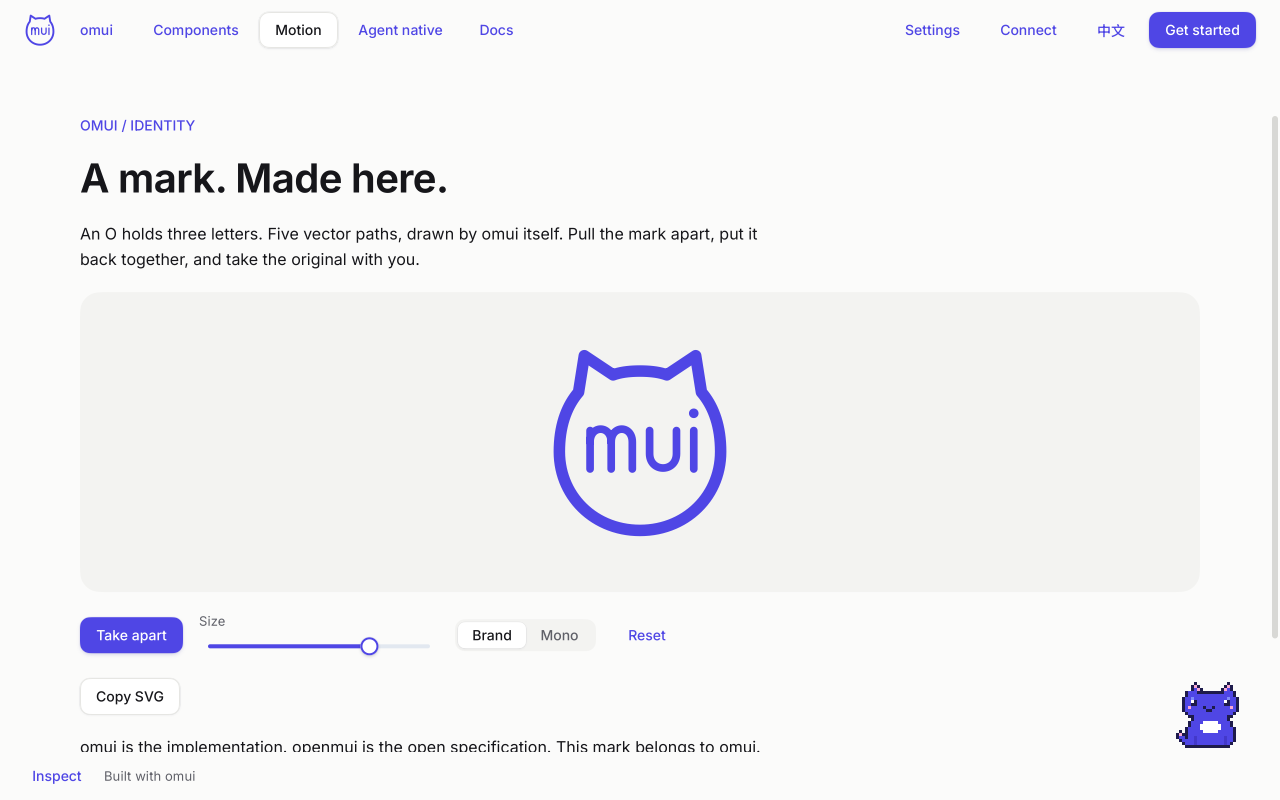 mui
omui
Components
Motion
Agent native
Docs
Settings
Connect
中文
Get started
OMUI / IDENTITY
A mark. Made here.
An O holds three letters. Five vector paths, drawn by omui itself. Pull the mark apart, put it
back together, and take the original with you.
mui
Take apart
Size
Brand
Mono
Reset
Copy SVG
omui is the implementation. openmui is the open specification. This mark belongs to omui.
Inspect
Built with omui